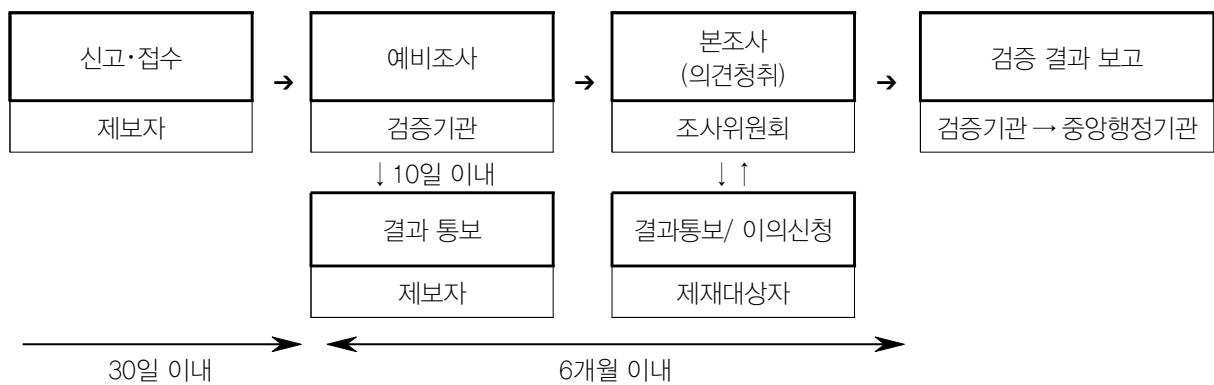 신고·접수
제보자
➔
예비조사
검증기관
➔
본조사
(의견청취)
조사위원회
➔
검증 결과 보고
검증기관 → 중앙행정기관
↓ 10일 이내
↓ ↑
결과 통보
제보자
결과통보/ 이의신청
제재대상자
30일 이내
6개월 이내